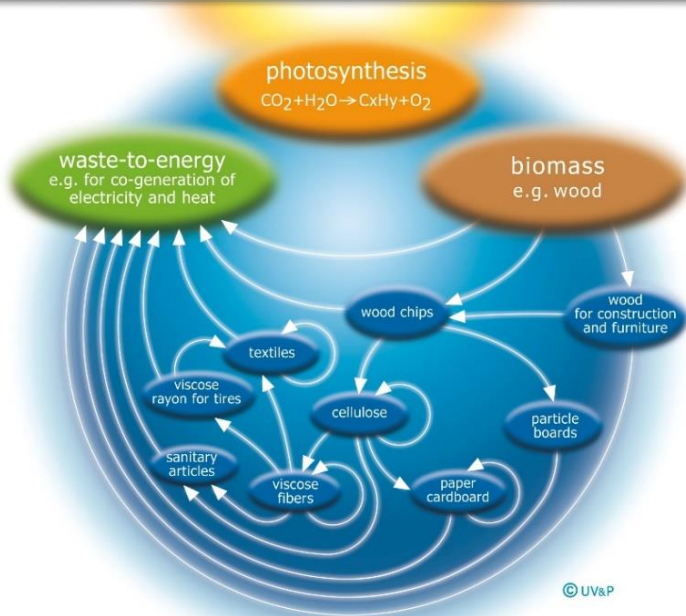 photosynthesis
CO₂+H₂O→CxHy+O₂
waste-to-energy
e.g. for co-generation of
electricity and heat
biomass
e.g. wood
wood chips
wood
for construction
and furniture
textiles
viscose
rayon for tires
cellulose
particle
boards
sanitary
articles
viscose
fibers
paper
cardboard
© UV&P